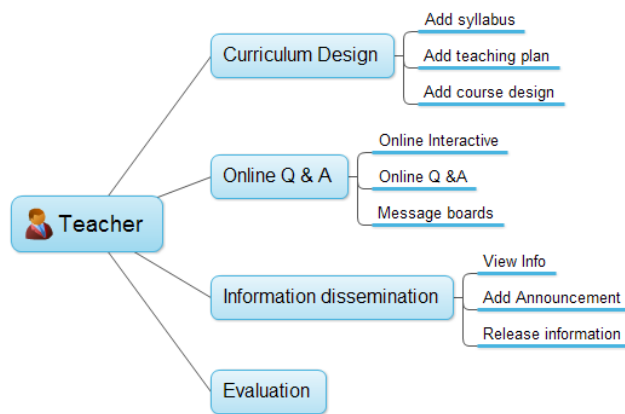 Teacher
Curriculum Design
Add syllabus
Add teaching plan
Add course design
Online Q & A
Online Interactive
Online Q &A
Message boards
Information dissemination
View Info
Add Announcement
Release information
Evaluation